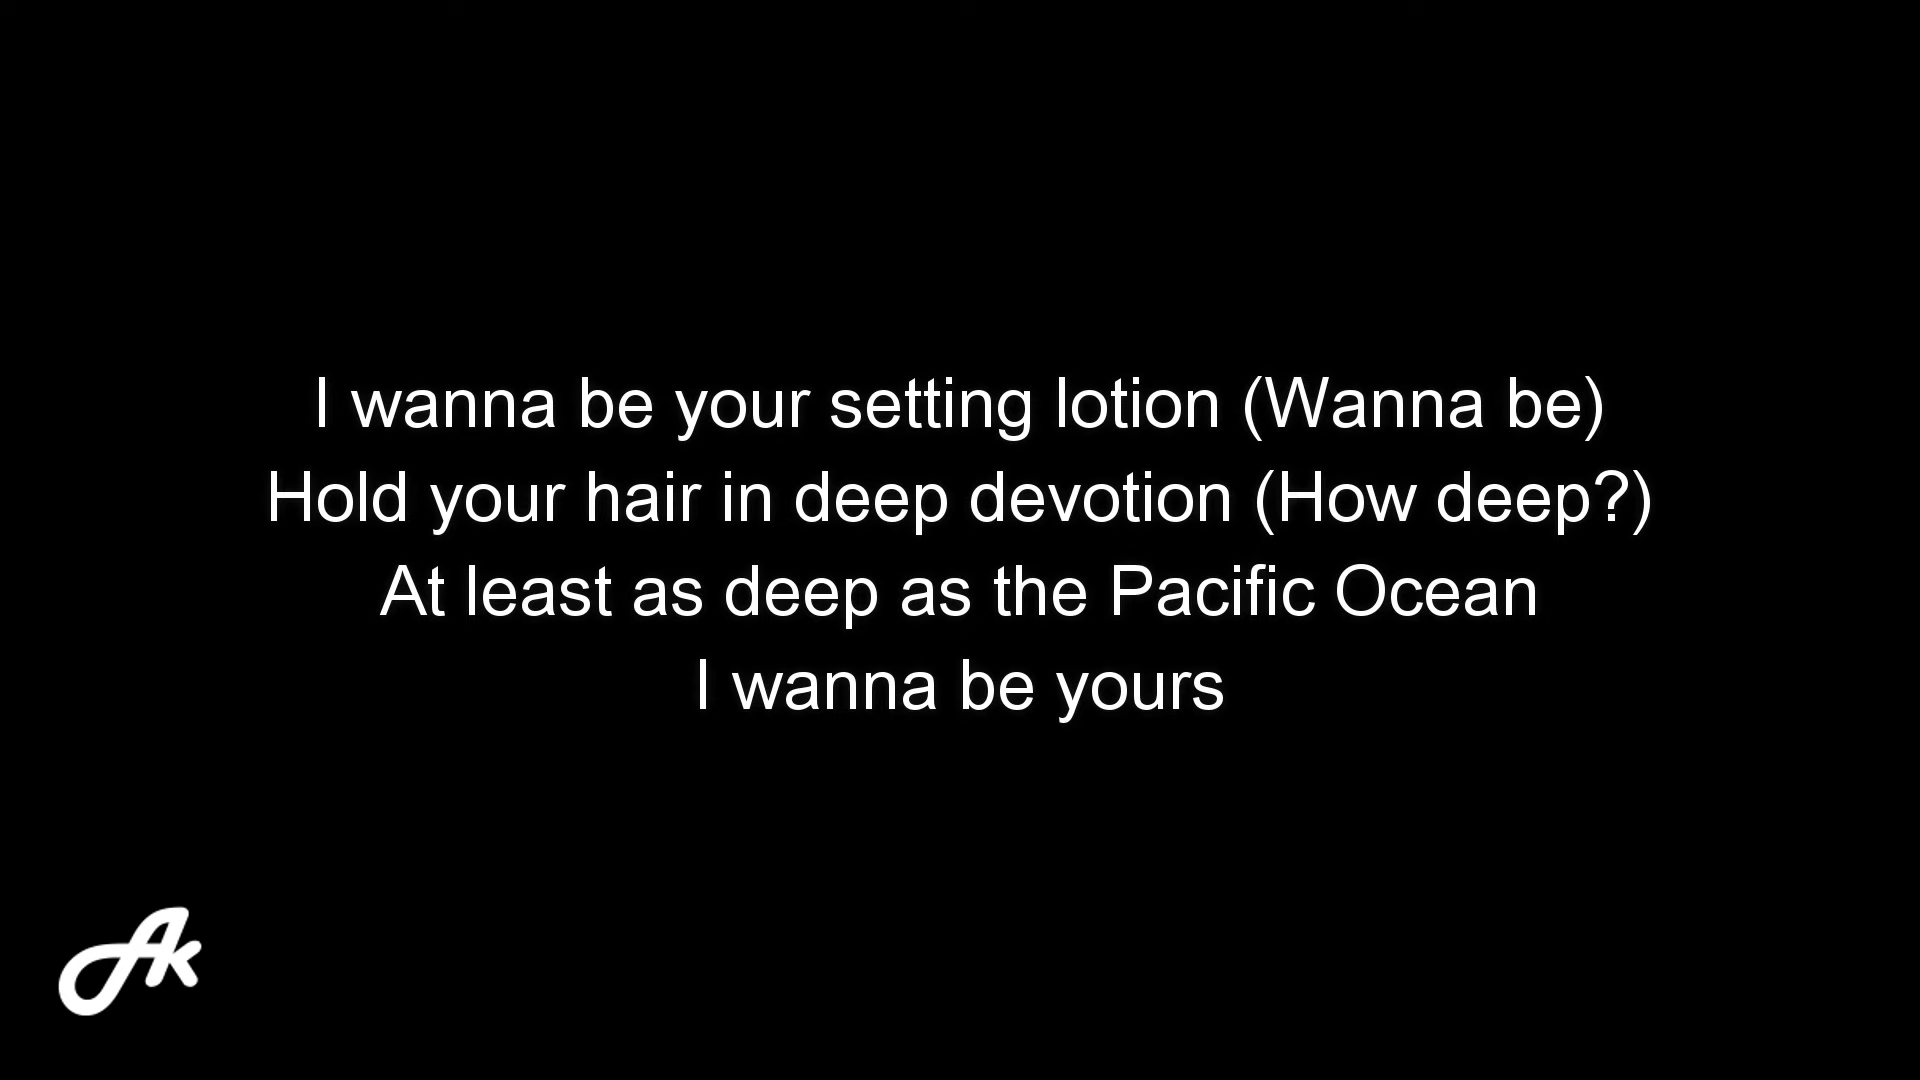 I wanna be your setting lotion (Wanna be)
Hold your hair in deep devotion (How deep?)
At least as deep as the Pacific Ocean
I wanna be yours
Ak